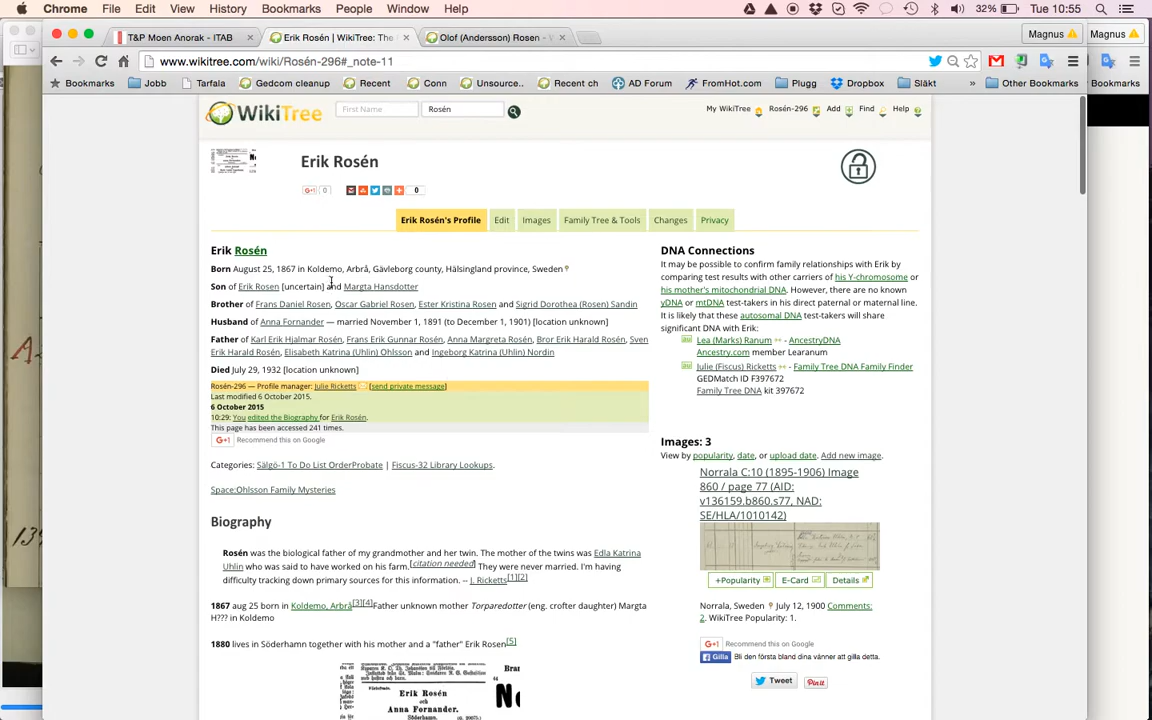 Chrome File Edit View History Bookmarks People Window Help 32% Tue 10:55
T&P Moen Anorak - ITAB × Erik Rosén | WikiTree: The × Olof (Andersson) Rosen - × Magnus Magnus
www.wikitree.com/wiki/Rosén-296#_note-11
Bookmarks Jobb Tarfala Gedcom cleanup Recent Conn Unsource.. Recent ch AD Forum FromHot.com Plugg Dropbox Släkt » Other Bookmarks
WikiTree First Name Rosén My WikiTree Rosén-296 Add Find Help
Erik Rosén
G+1 0 0
Erik Rosén's Profile Edit Images Family Tree & Tools Changes Privacy
Erik Rosén
Born August 25, 1867 in Koldemo, Arbrå, Gävleborg county, Hälsingland province, Sweden
Son of Erik Rosen [uncertain] and Margta Hansdotter
Brother of Frans Daniel Rosen, Oscar Gabriel Rosen, Ester Kristina Rosen and Sigrid Dorothea (Rosen) Sandin
Husband of Anna Fornander — married November 1, 1891 (to December 1, 1901) [location unknown]
Father of Karl Erik Hjalmar Rosén, Frans Erik Gunnar Rosén, Anna Margreta Rosén, Bror Erik Harald Rosén, Sven
Erik Harald Rosén, Elisabeth Katrina (Uhlin) Ohlsson and Ingeborg Katrina (Uhlin) Nordin
Died July 29, 1932 [location unknown]
Rosén-296 — Profile manager: Julie Ricketts [send private message]
Last modified 6 October 2015.
6 October 2015
10:29: You edited the Biography for Erik Rosén.
This page has been accessed 241 times.
G+1 Recommend this on Google
Categories: Sälgö-1 To Do List OrderProbate | Fiscus-32 Library Lookups.
Space:Ohlsson Family Mysteries
Biography
Rosén was the biological father of my grandmother and her twin. The mother of the twins was Edla Katrina
Uhlin who was said to have worked on his farm.[citation needed] They were never married. I'm having
difficulty tracking down primary sources for this information. -- J. Ricketts[1][2]
1867 aug 25 born in Koldemo, Arbrå[3][4]Father unknown mother Torparedotter (eng. crofter daughter) Margta
H??? in Koldemo
1880 lives in Söderhamn together with his mother and a "father" Erik Rosen[5]
Erik Rosén
och
Anna Fornander.
Söderhamn.
DNA Connections
It may be possible to confirm family relationships with Erik by
comparing test results with other carriers of his Y-chromosome or
his mother's mitochondrial DNA. However, there are no known
yDNA or mtDNA test-takers in his direct paternal or maternal line.
It is likely that these autosomal DNA test-takers will share
significant DNA with Erik:
Lea (Marks) Ranum - AncestryDNA
Ancestry.com member Learanum
Julie (Fiscus) Ricketts - Family Tree DNA Family Finder
GEDMatch ID F397672
Family Tree DNA kit 397672
Images: 3
View by popularity, date, or upload date. Add new image.
Norrala C:10 (1895-1906) Image
860 / page 77 (AID:
v136159.b860.s77, NAD:
SE/HLA/1010142)
+Popularity E-Card Details
Norrala, Sweden July 12, 1900 Comments:
2. WikiTree Popularity: 1.
G+1 Recommend this on Google
Gilla Bli den första bland dina vänner att gilla detta.
Tweet Pin it